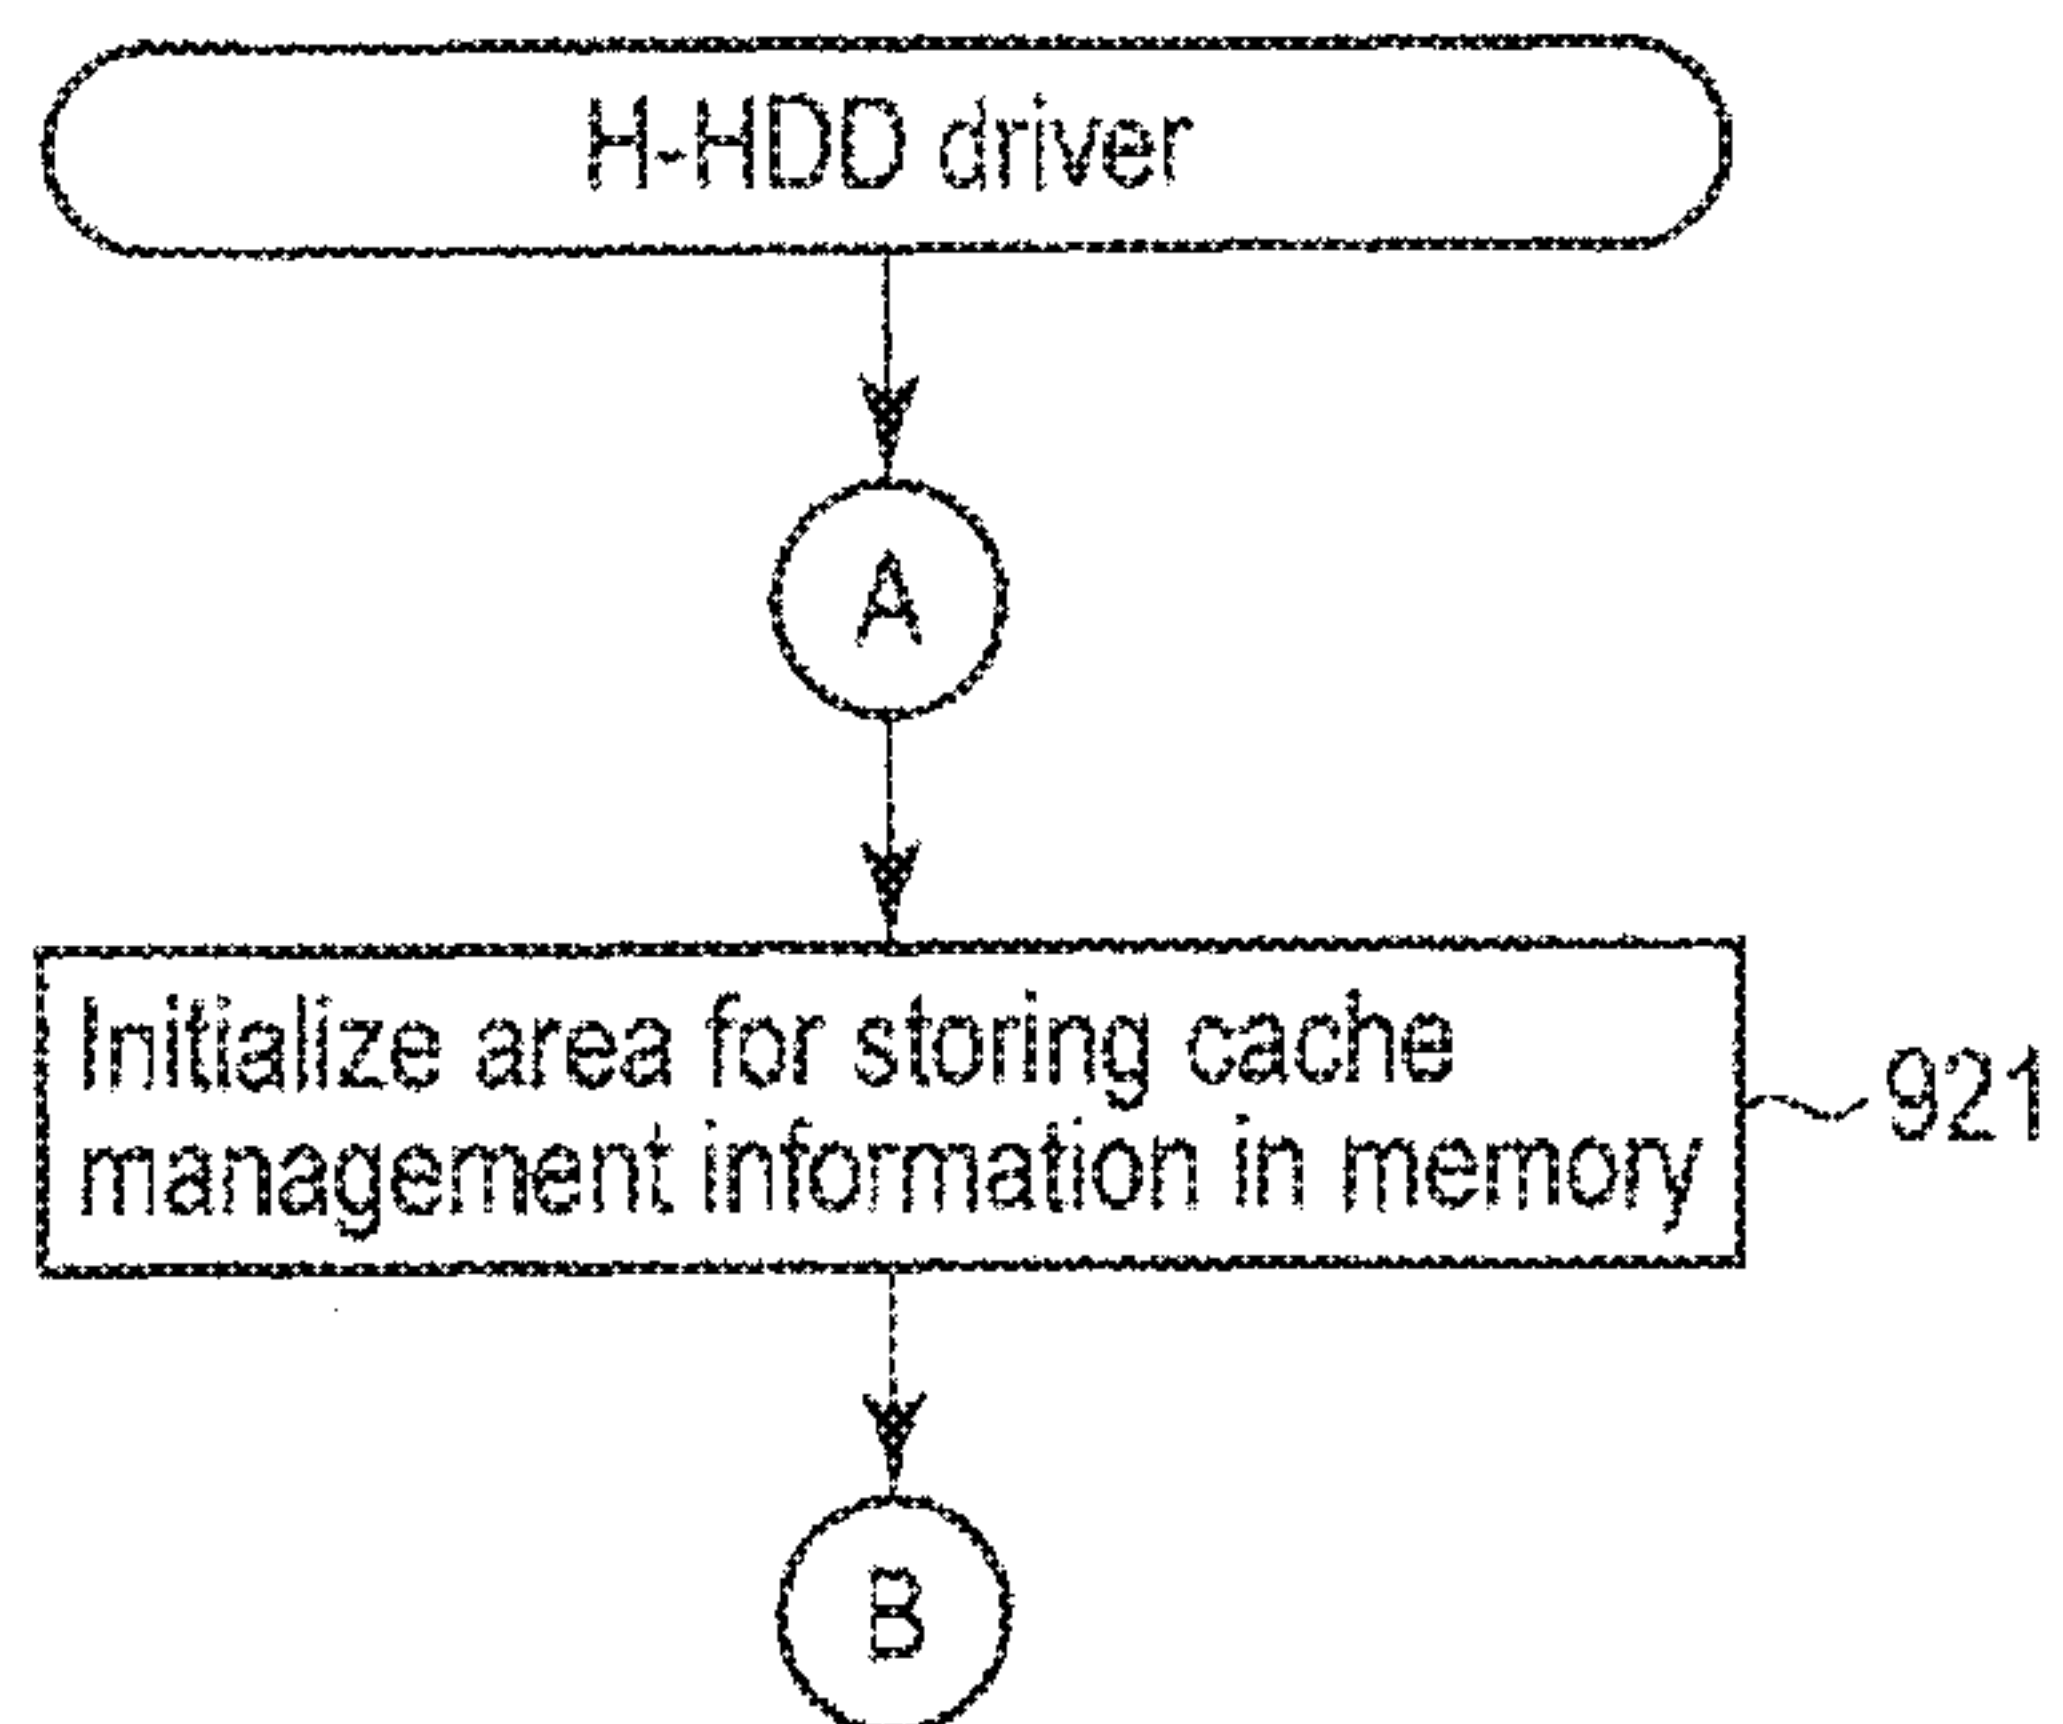 H-HDD driver
A
Initialize area for storing cache
management information in memory
921
B